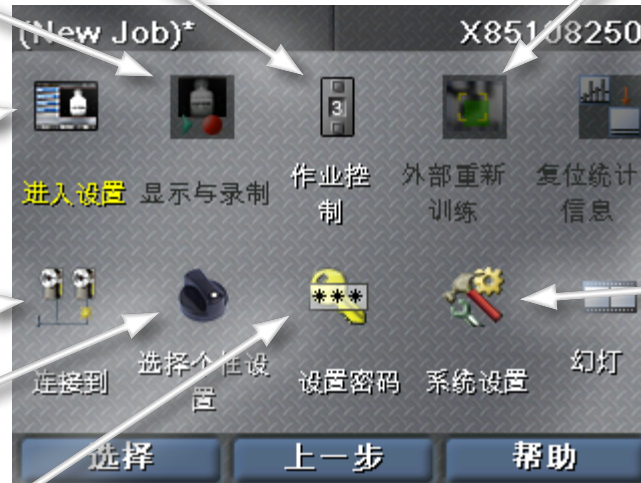 (New Job)* X85108250
3
进入设置 显示与录制 作业控 外部重新 复位统计
制 训练 信息
***
连接到 选择个性设 设置密码 系统设置 幻灯
置
选择 上一步 帮助